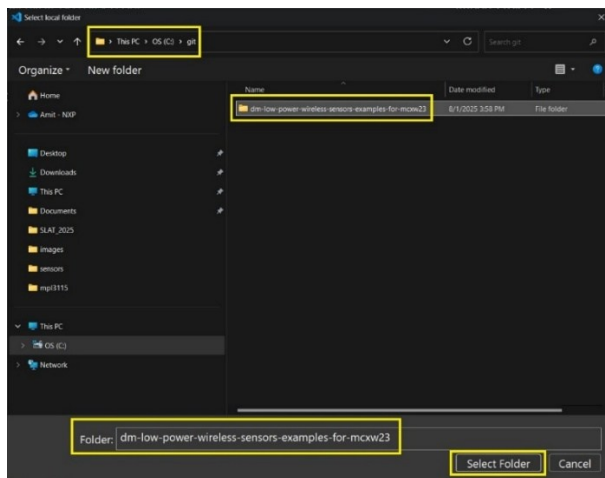 Select local folder
This PC > OS (C:) > git
Search git
Organize
New folder
Name
Date modified
Type
Home
Amit - NXP
dm-low-power-wireless-sensors-examples-for-mcxw23
8/1/2025 3:58 PM
File folder
Desktop
Downloads
This PC
Documents
SLAT_2025
images
sensors
mpl3115
This PC
OS (C:)
Network
Folder: dm-low-power-wireless-sensors-examples-for-mcxw23
Select Folder
Cancel